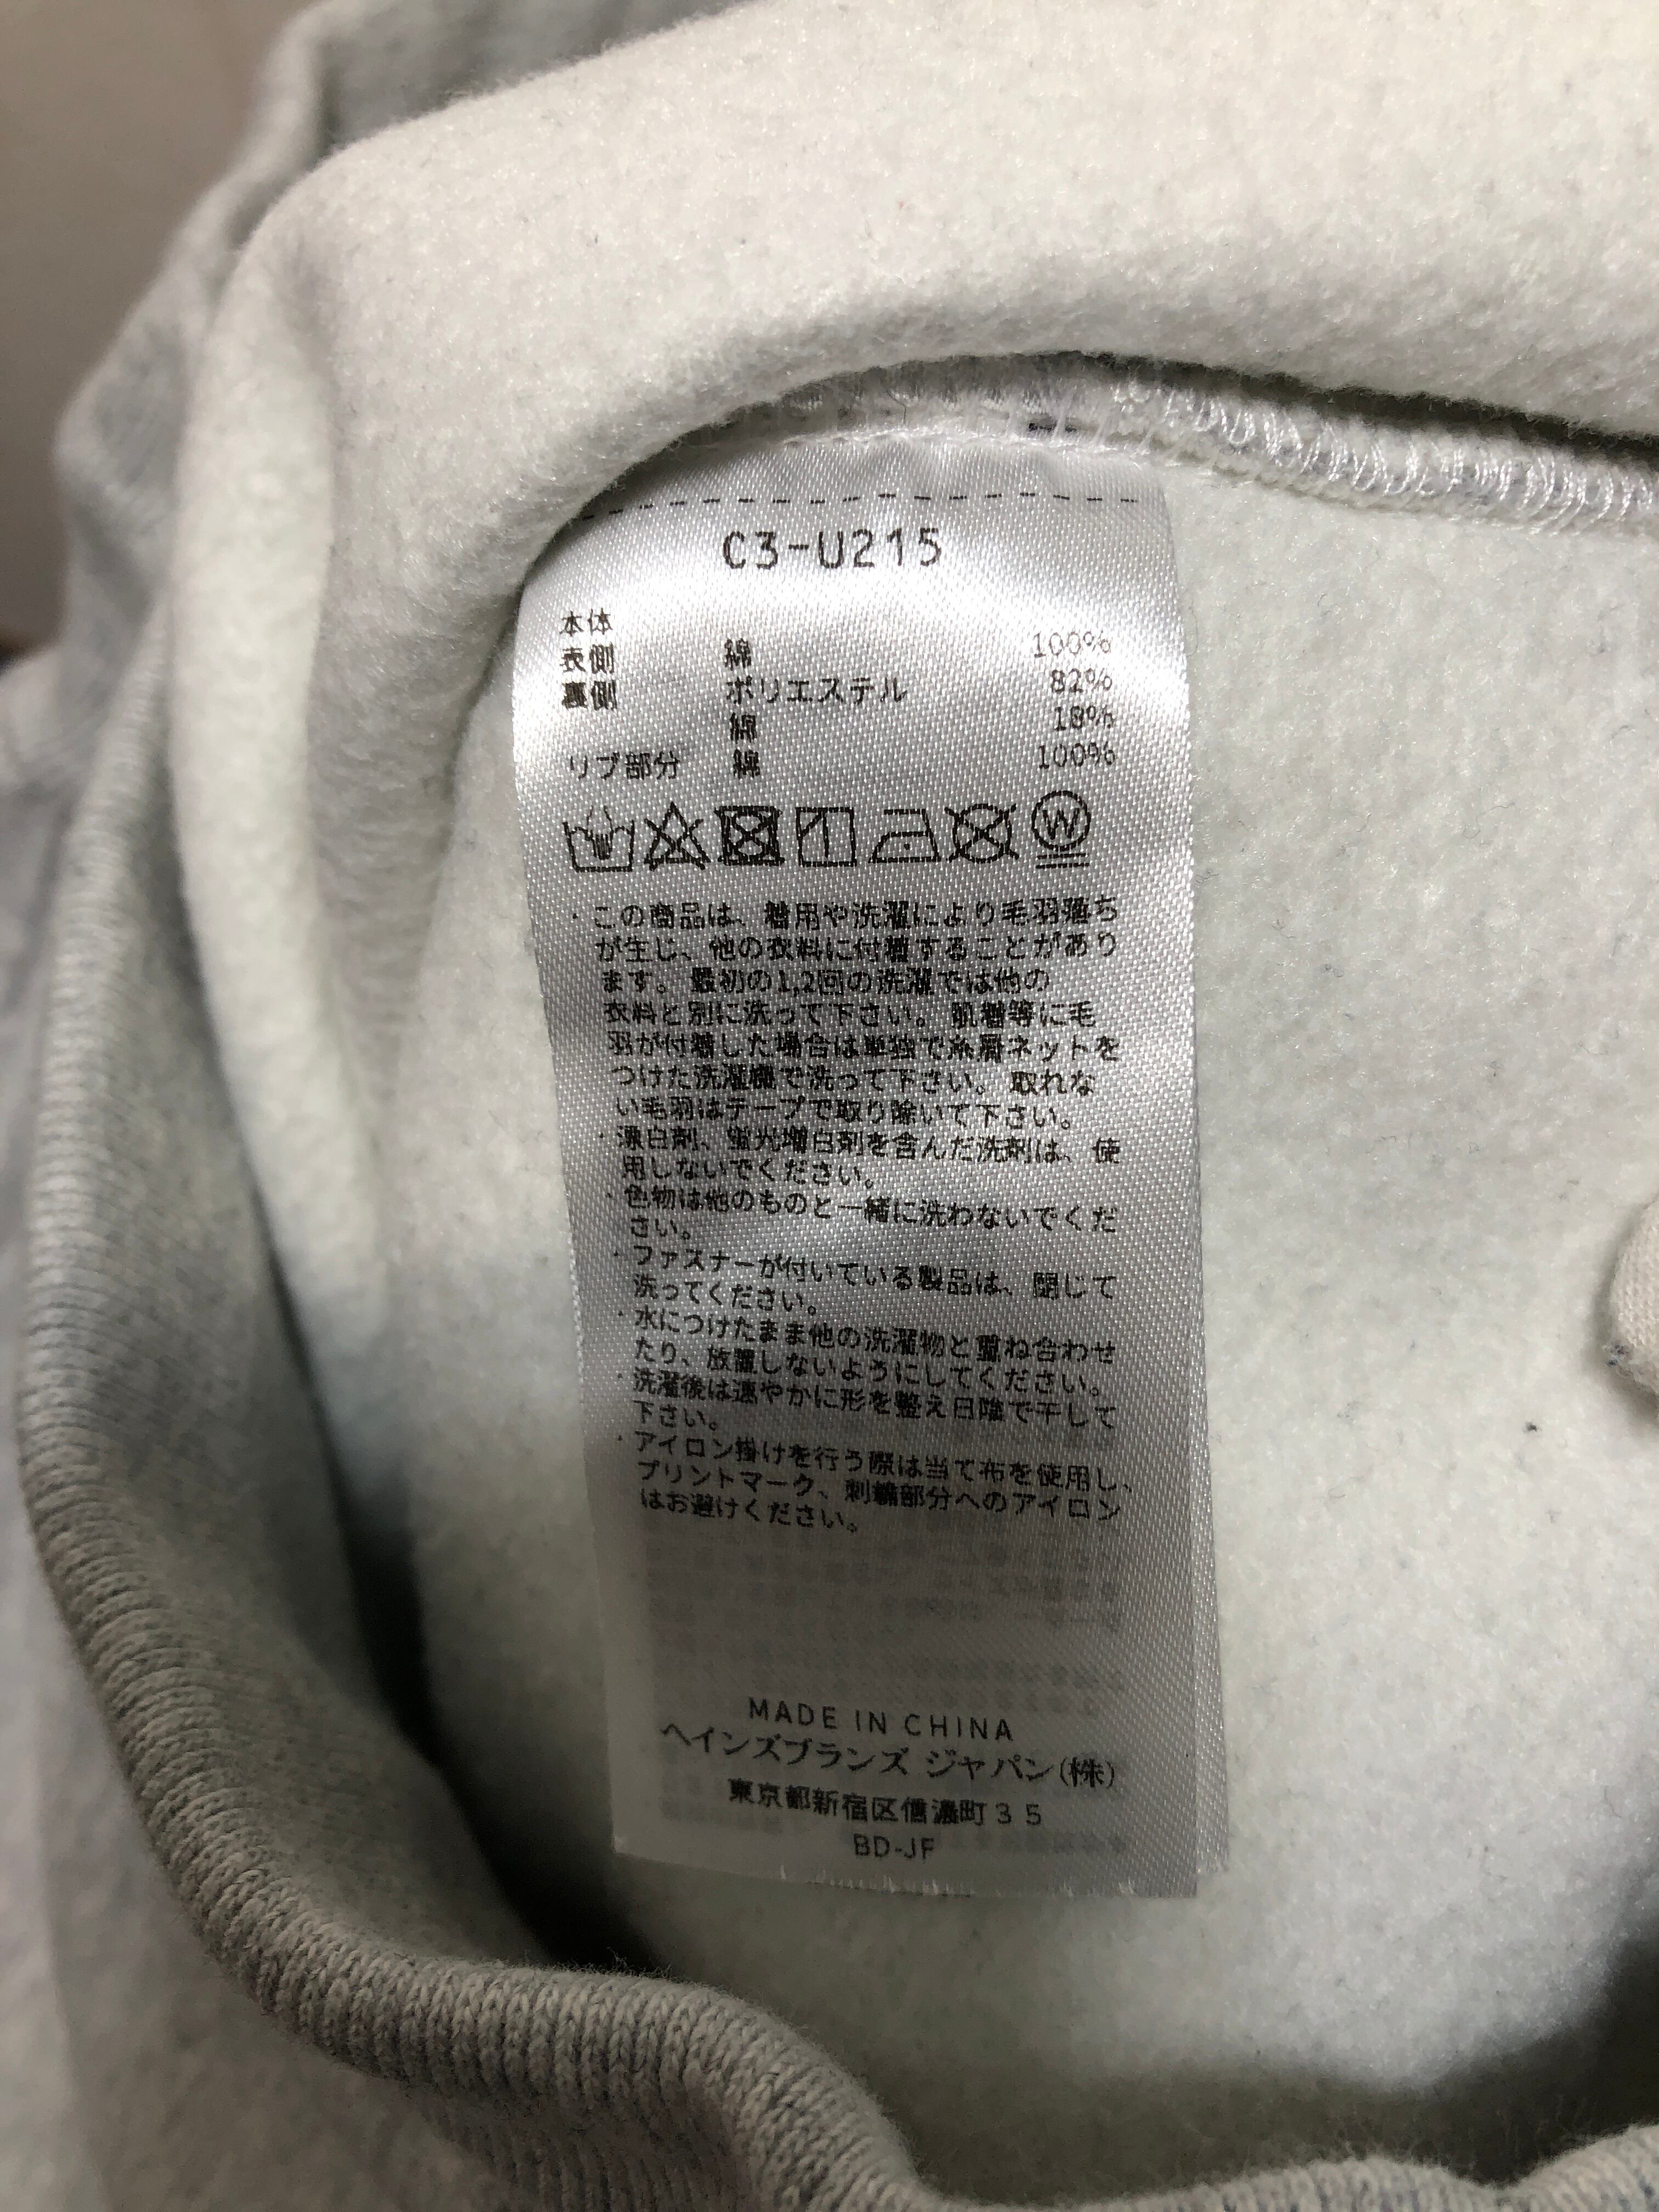 C3-U215
本体
表側 綿 100%
裏側 ポリエステル 82%
綿 18%
リブ部分 綿 100%
W
・この商品は、着用や洗濯により毛羽落ち
が生じ、他の衣料に付着することがあり
ます。最初の1,2回の洗濯では他の
衣料と別に洗って下さい。肌着等に毛
羽が付着した場合は単独で糸屑ネットを
つけた洗濯機で洗って下さい。取れな
い毛羽はテープで取り除いて下さい。
・漂白剤、蛍光増白剤を含んだ洗剤は、使
用しないでください。
・色物は他のものと一緒に洗わないでくだ
さい。
・ファスナーが付いている製品は、閉じて
洗ってください。
・水につけたまま他の洗濯物と重ね合わせ
たり、放置しないようにしてください。
・洗濯後は速やかに形を整え日陰で干して
下さい。
・アイロン掛けを行う際は当て布を使用し、
プリントマーク、刺繍部分へのアイロン
はお避けください。
MADE IN CHINA
ヘインズブランズ ジャパン(株)
東京都新宿区信濃町35
BD-JF